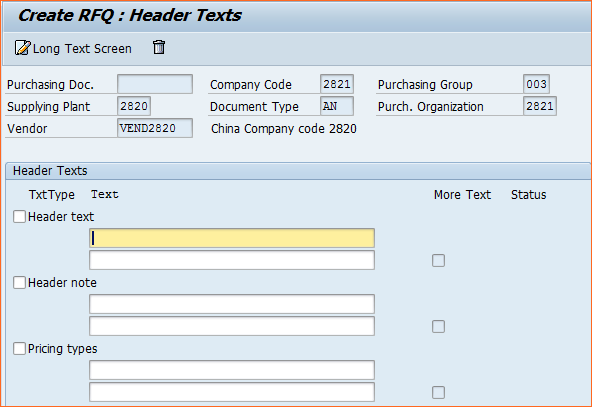 Create RFQ : Header Texts
Long Text Screen
Purchasing Doc. Company Code 2821 Purchasing Group 003
Supplying Plant 2820 Document Type AN Purch. Organization 2821
Vendor VEND2820 China Company code 2820
Header Texts
TxtType Text More Text Status
Header text
Header note
Pricing types